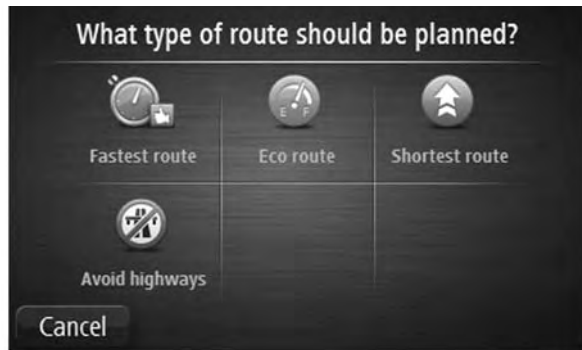 What type of route should be planned?
E F
Fastest route Eco route Shortest route
Avoid highways
Cancel